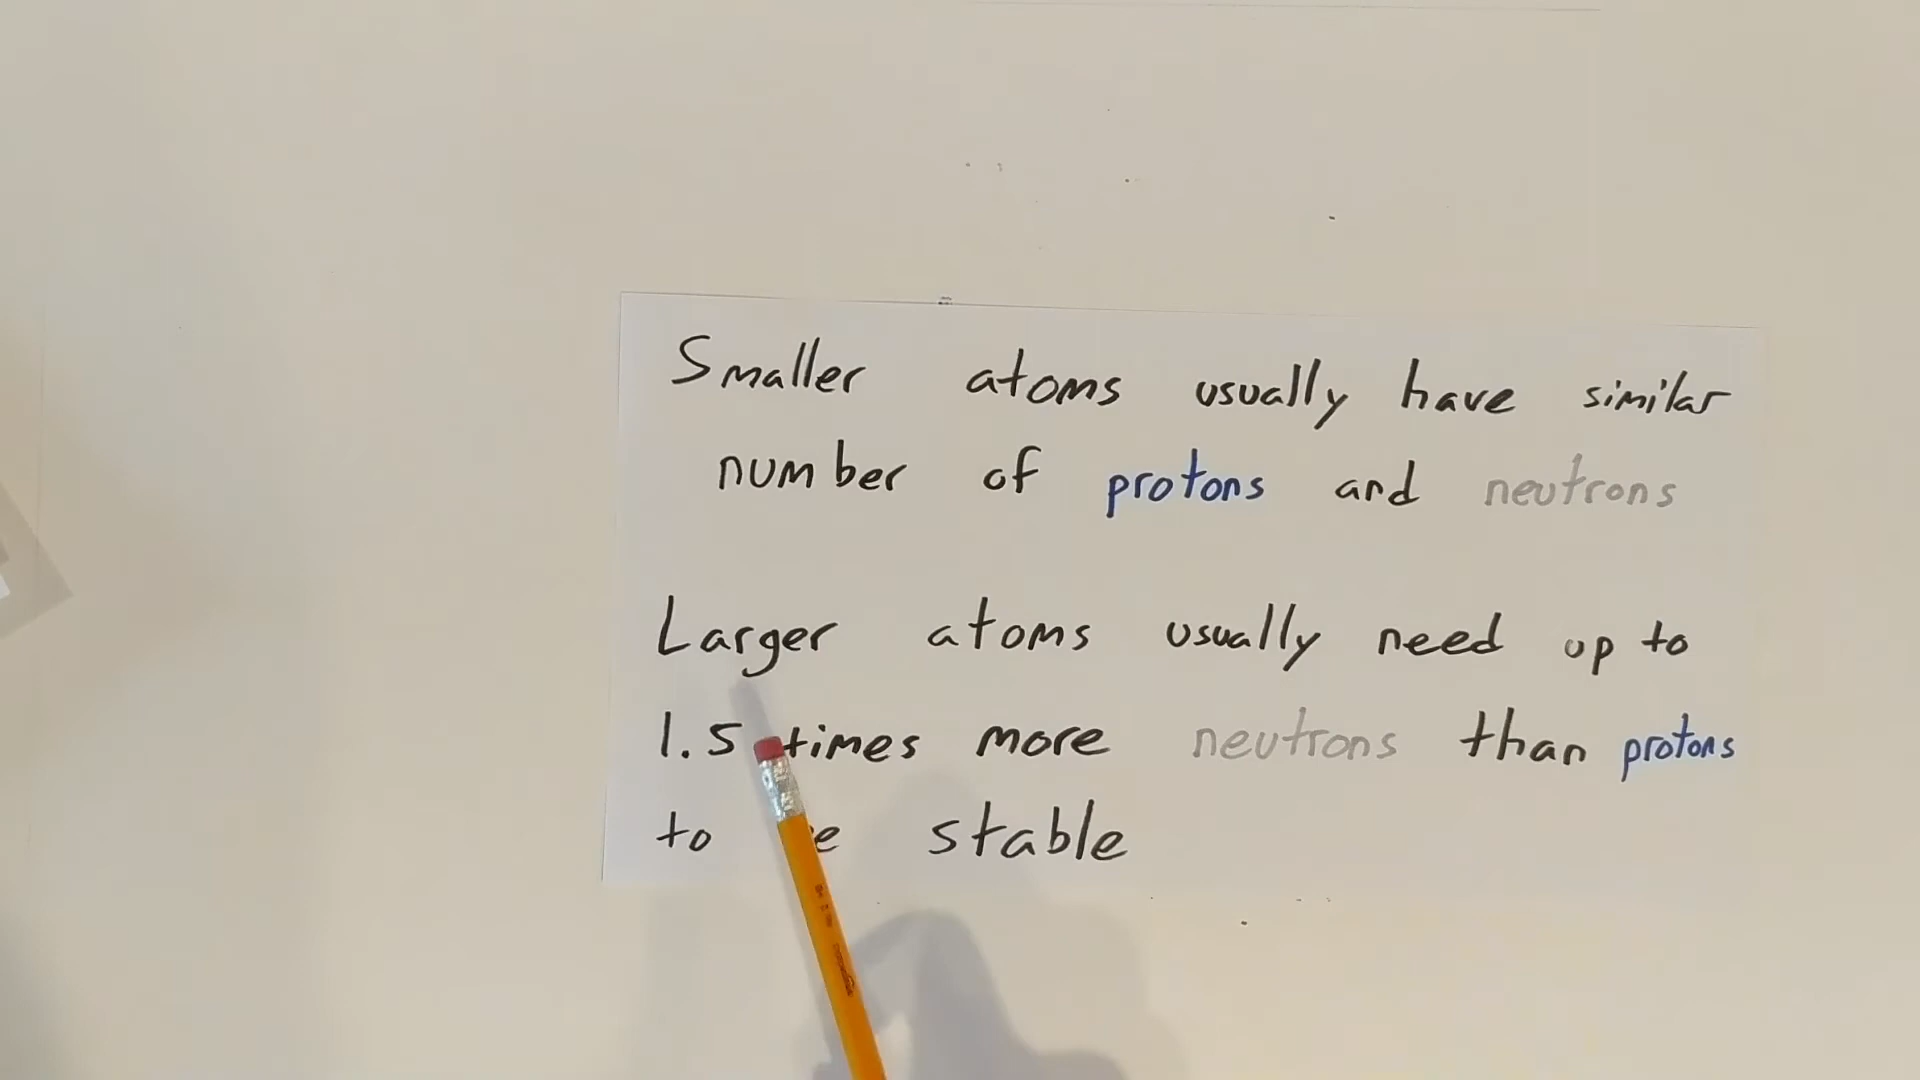 Smaller atoms usually have similar
number of protons and neutrons
Larger atoms usually need up to
1.5 times more neutrons than protons
to stable